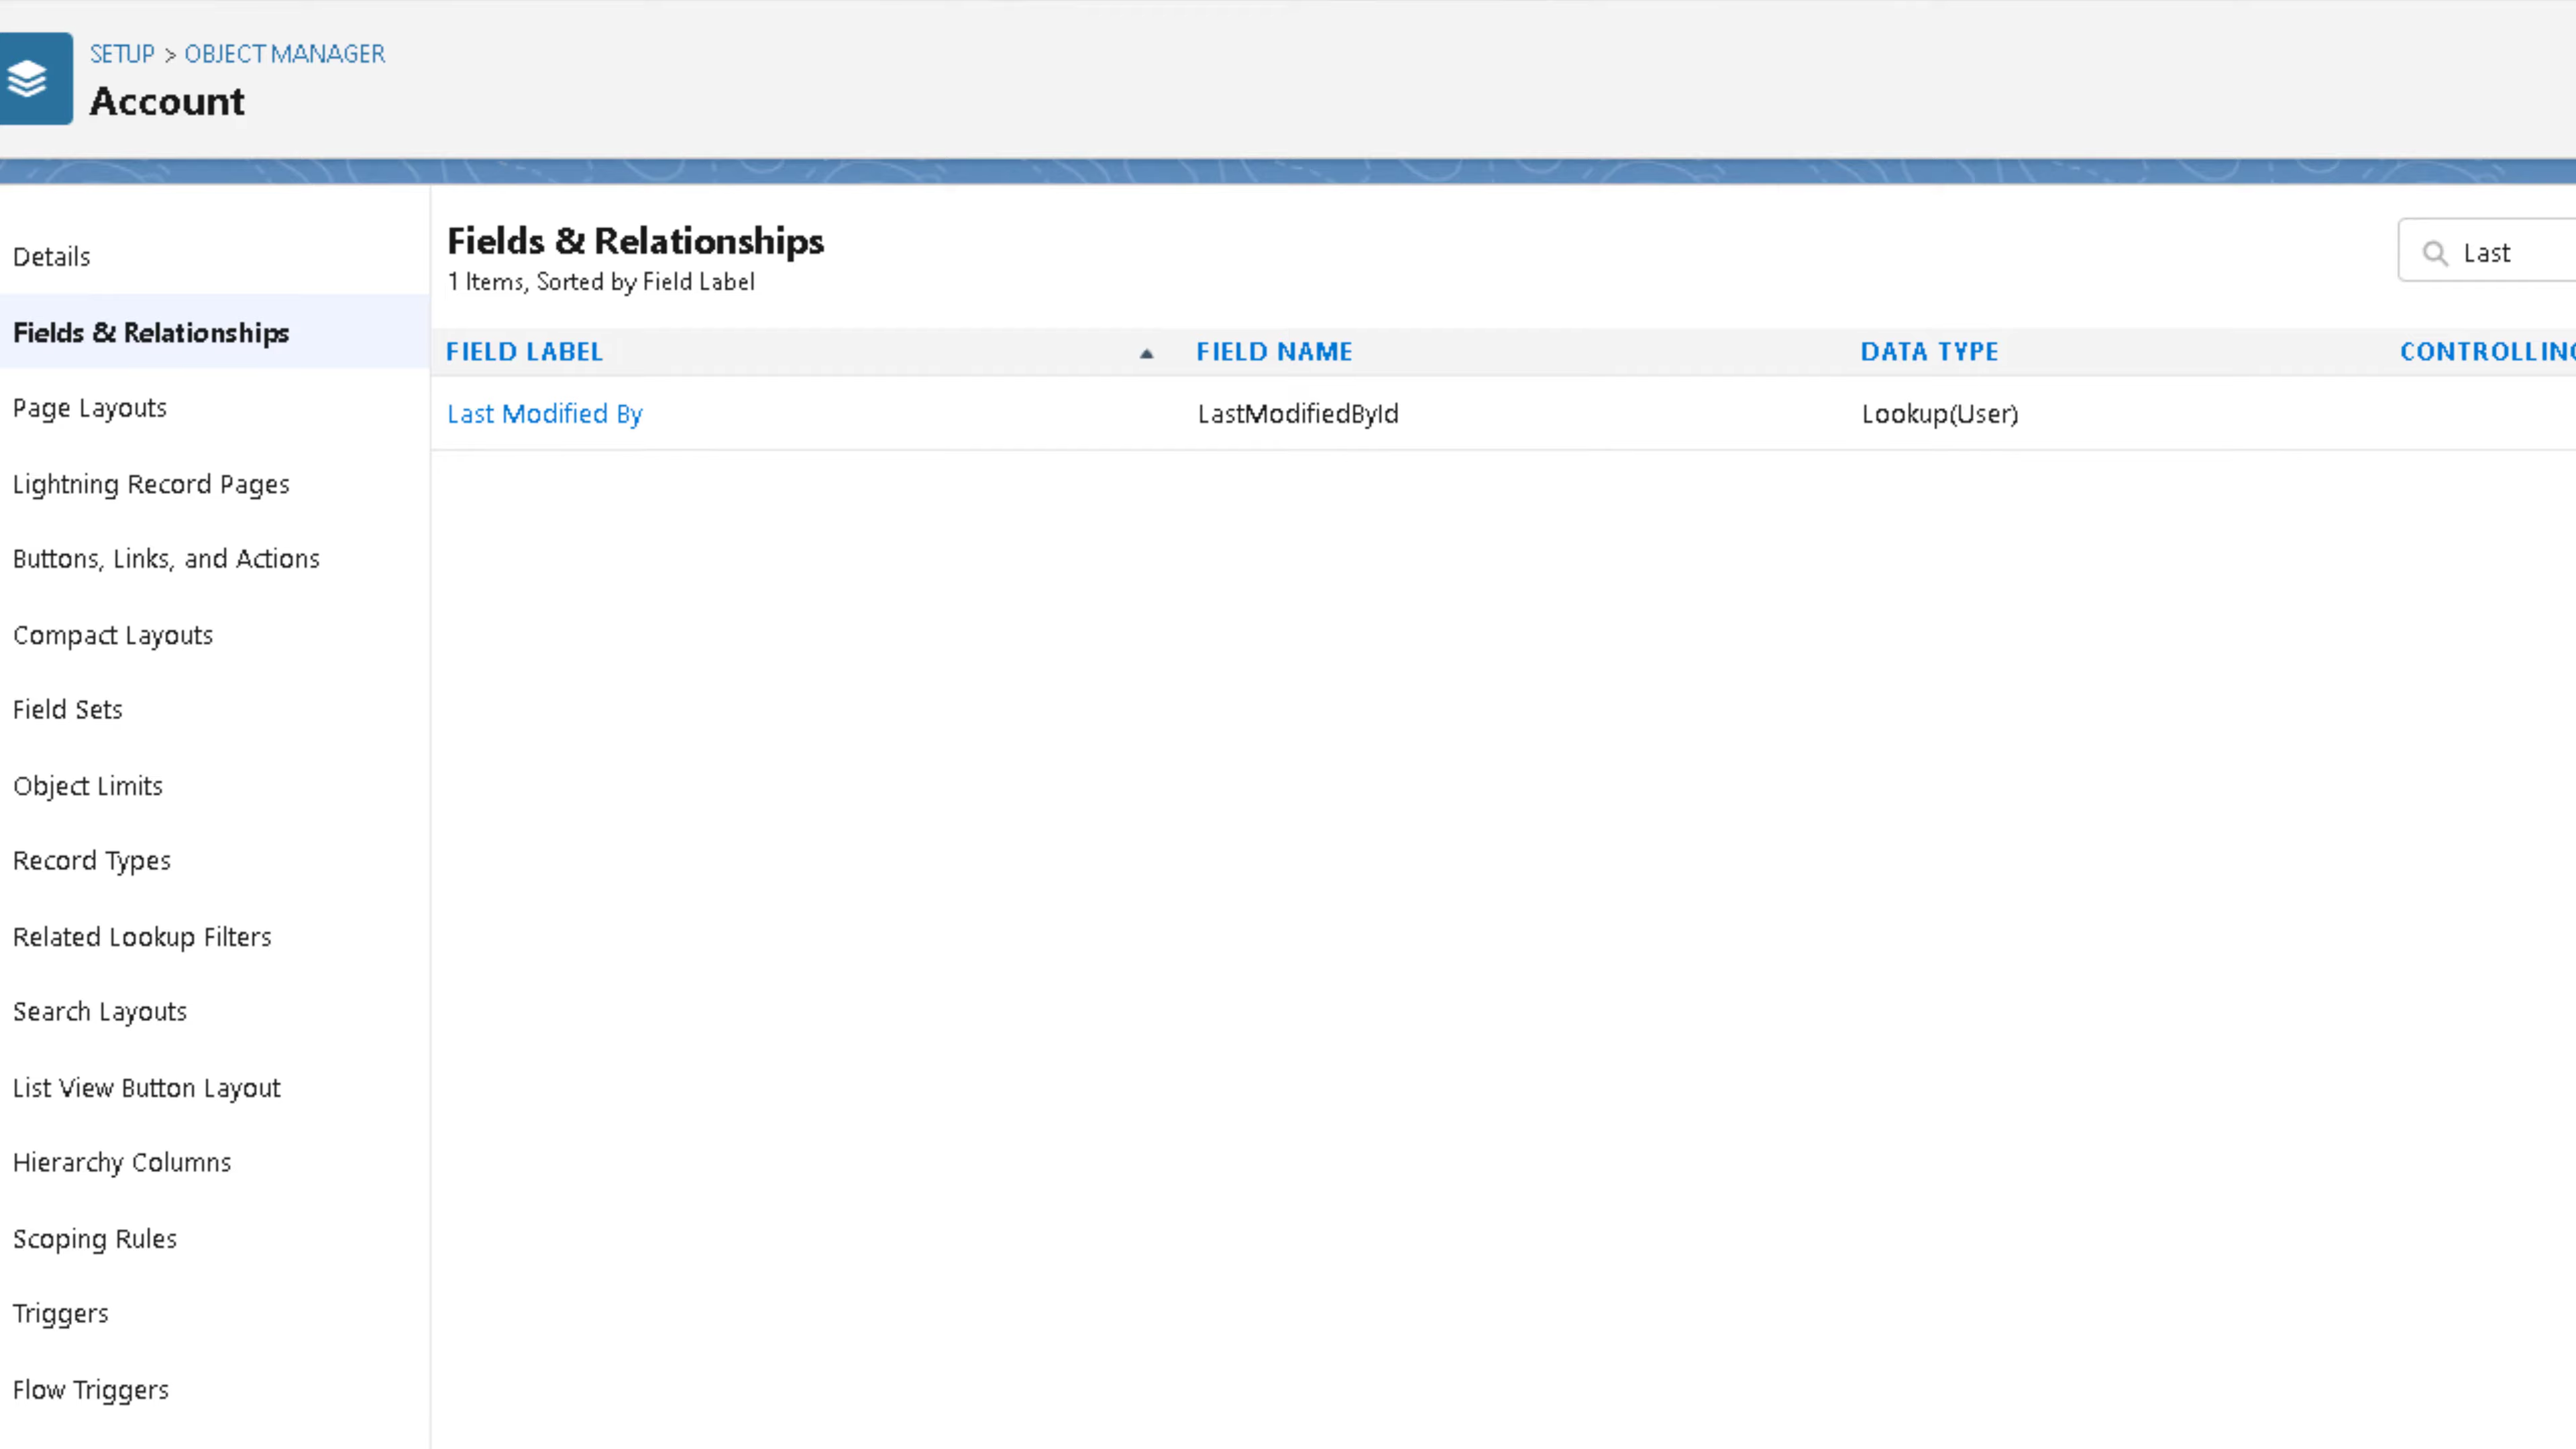 SETUP > OBJECT MANAGER
Account
Details
Fields & Relationships
Page Layouts
Lightning Record Pages
Buttons, Links, and Actions
Compact Layouts
Field Sets
Object Limits
Record Types
Related Lookup Filters
Search Layouts
List View Button Layout
Hierarchy Columns
Scoping Rules
Triggers
Flow Triggers
Fields & Relationships
1 Items, Sorted by Field Label
Last
FIELD LABEL FIELD NAME DATA TYPE CONTROLLING
Last Modified By LastModifiedById Lookup(User)